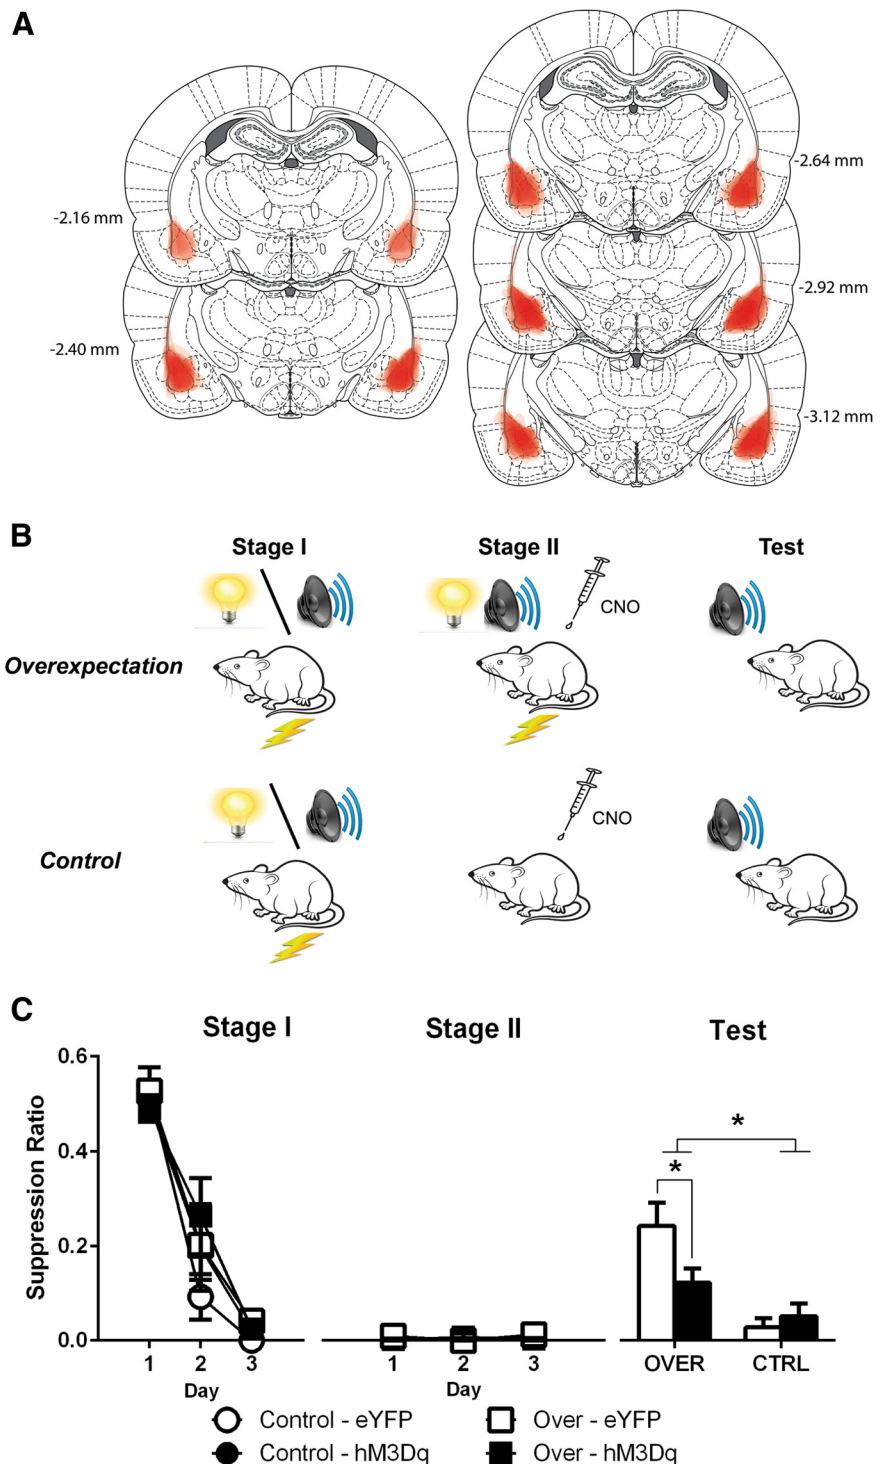 A
-2.16 mm
-2.40 mm
-2.64 mm
-2.92 mm
-3.12 mm
B
Stage I Stage II Test
CNO
Overexpectation
CNO
Control
C
Stage I Stage II Test
Suppression Ratio
0.6
0.4
0.2
0.0
* 
*
1 2 3 1 2 3 OVER CTRL
Day Day
Control - eYFP Over - eYFP
Control - hM3Dq Over - hM3Dq